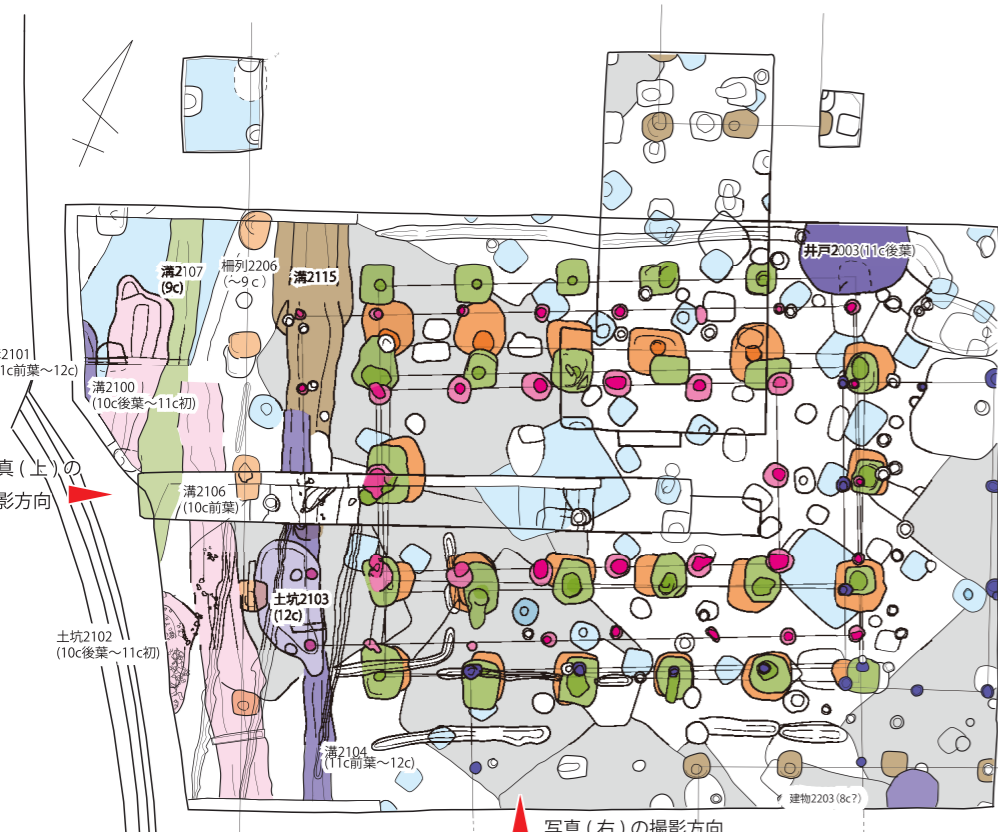 井戸2003(11c後葉)
溝2107
(9c)
柵列2206
(～9c)
溝2115
2101
1c前葉～12c)
溝2100
(10c後葉～11c初)
真(上)の
影方向
溝2106
(10c前葉)
土坑2103
(12c)
土坑2102
(10c後葉～11c初)
溝2104
(11c前葉～12c)
建物2203(8c?)
写真(右)の撮影方向